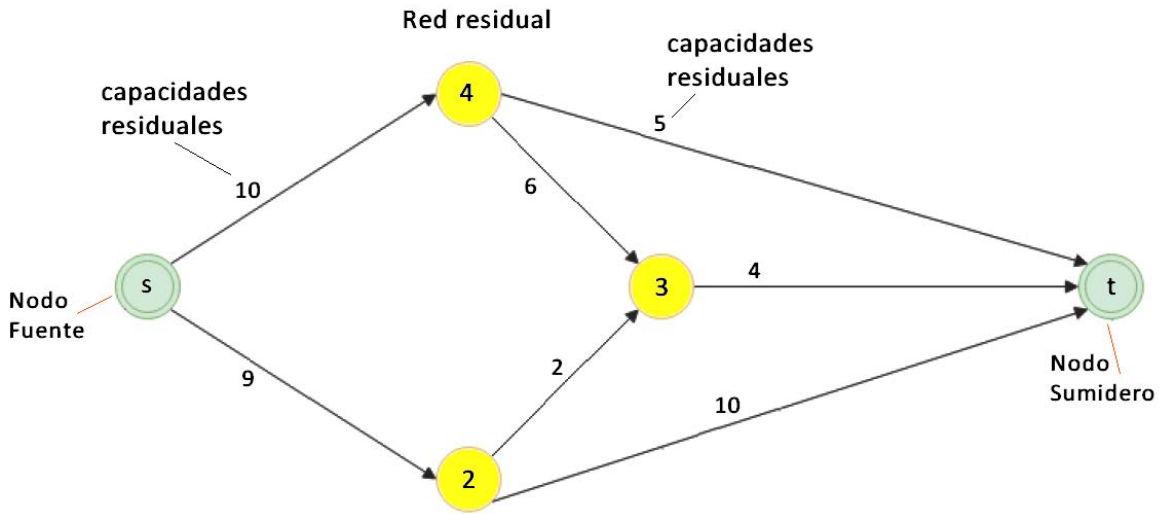 Red residual
capacidades
residuales
capacidades
residuales
4
5
10
6
s
3
4
t
Nodo
Fuente
9
2
10
Nodo
Sumidero
2